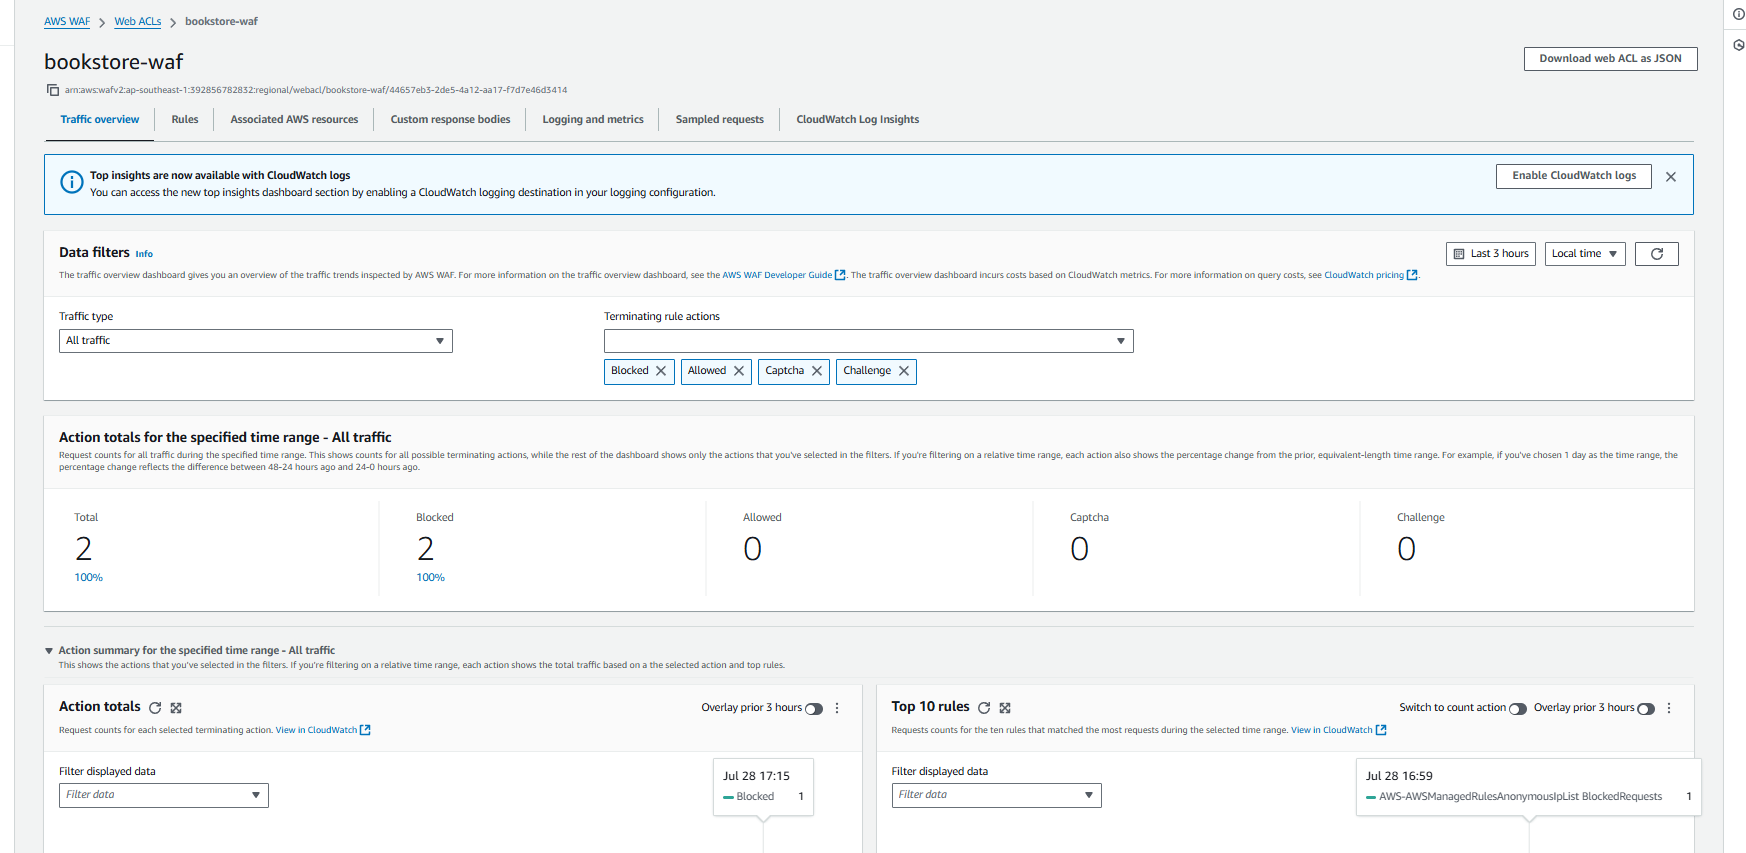 AWS WAF > Web ACLs > bookstore-waf
bookstore-waf
Download web ACL as JSON
arn:aws:wafv2:ap-southeast-1:392856782832:regional/webacl/bookstore-waf/44657eb3-2de5-4a12-aa17-f7d7e46d3414
Traffic overview
Rules
Associated AWS resources
Custom response bodies
Logging and metrics
Sampled requests
CloudWatch Log Insights
Top insights are now available with CloudWatch logs
You can access the new top insights dashboard section by enabling a CloudWatch logging destination in your logging configuration.
Enable CloudWatch logs
Data filters Info
Last 3 hours
Local time
The traffic overview dashboard gives you an overview of the traffic trends inspected by AWS WAF. For more information on the traffic overview dashboard, see the AWS WAF Developer Guide. The traffic overview dashboard incurs costs based on CloudWatch metrics. For more information on query costs, see CloudWatch pricing.
Traffic type
All traffic
Terminating rule actions
Blocked
Allowed
Captcha
Challenge
Action totals for the specified time range - All traffic
Request counts for all traffic during the specified time range. This shows counts for all possible terminating actions, while the rest of the dashboard shows only the actions that you've selected in the filters. If you're filtering on a relative time range, each action also shows the percentage change from the prior, equivalent-length time range. For example, if you've chosen 1 day as the time range, the
percentage change reflects the difference between 48-24 hours ago and 24-0 hours ago.
Total
2
100%
Blocked
2
100%
Allowed
0
Captcha
0
Challenge
0
Action summary for the specified time range - All traffic
This shows the actions that you've selected in the filters. If you're filtering on a relative time range, each action shows the total traffic based on a the selected action and top rules.
Action totals
Overlay prior 3 hours
Request counts for each selected terminating action. View in CloudWatch
Filter displayed data
Filter data
Jul 28 17:15
Blocked 1
Top 10 rules
Switch to count action
Overlay prior 3 hours
Requests counts for the ten rules that matched the most requests during the selected time range. View in CloudWatch
Filter displayed data
Filter data
Jul 28 16:59
AWS-AWSManagedRulesAnonymousIpList BlockedRequests 1